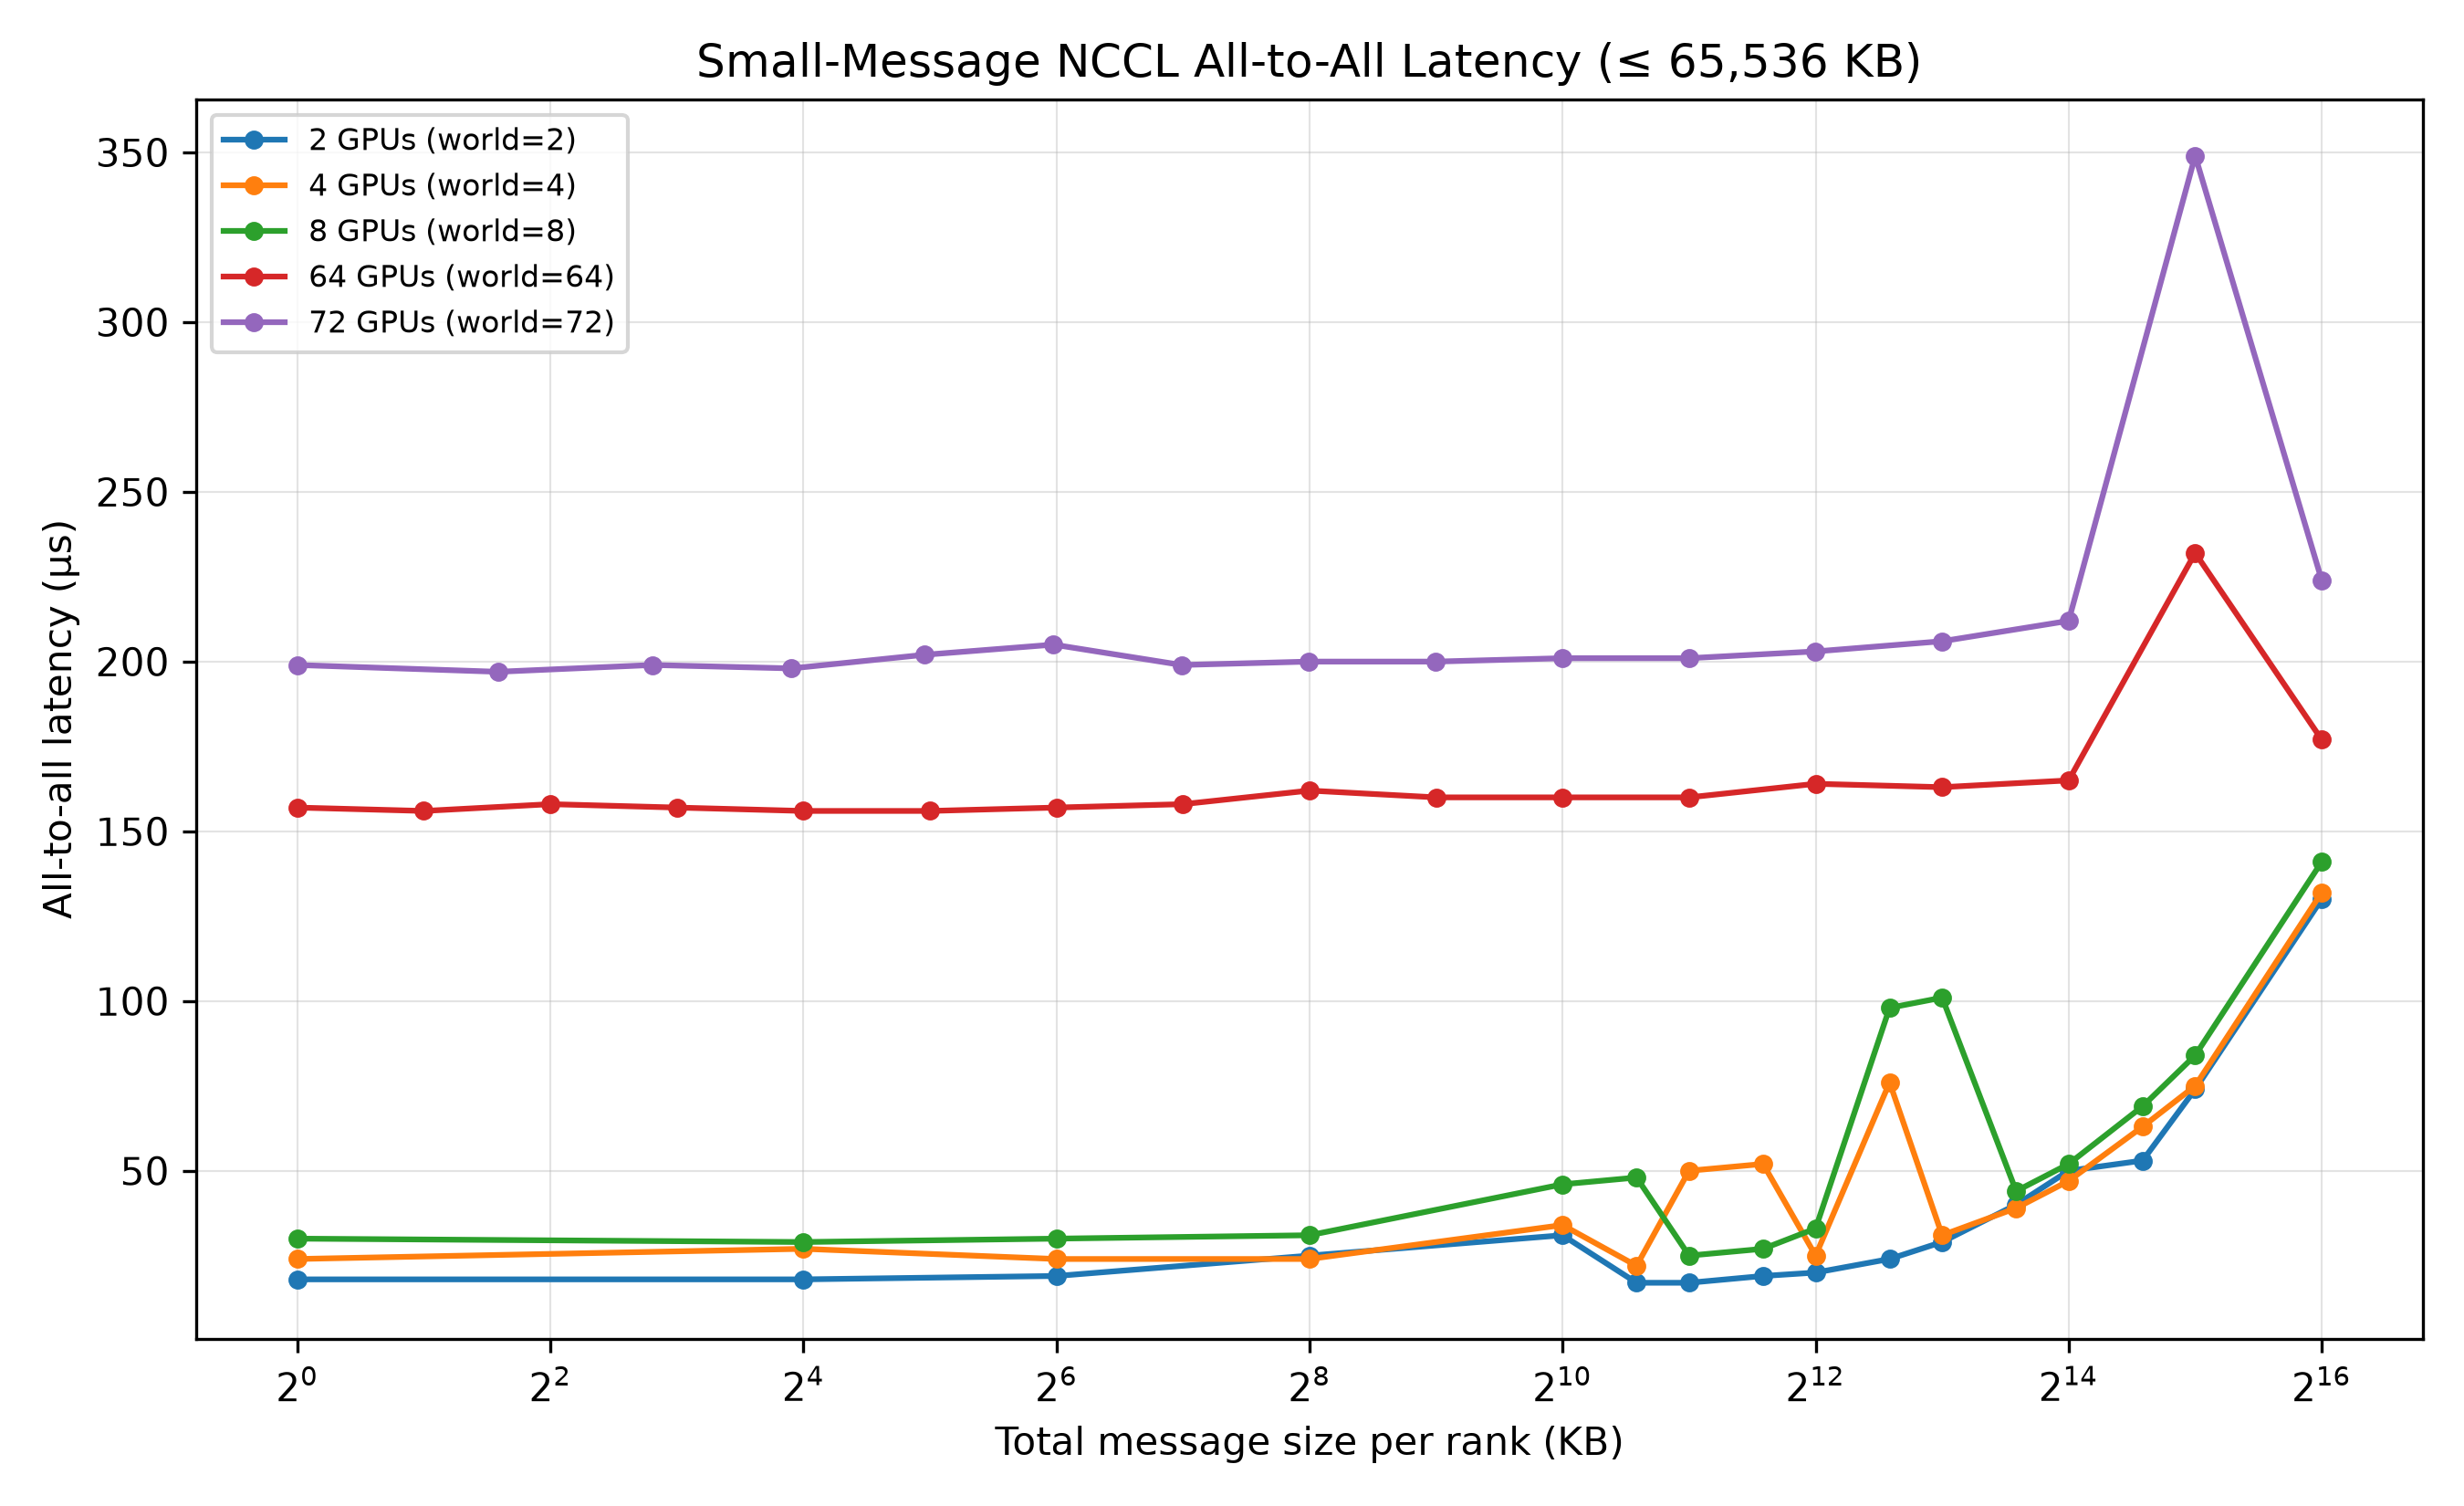 Small-Message NCCL All-to-All Latency (≤ 65,536 KB)
2 GPUs (world=2)
4 GPUs (world=4)
8 GPUs (world=8)
64 GPUs (world=64)
72 GPUs (world=72)
All-to-all latency (µs)
350
300
250
200
150
100
50
2⁰ 2² 2⁴ 2⁶ 2⁸ 2¹⁰ 2¹² 2¹⁴ 2¹⁶
Total message size per rank (KB)